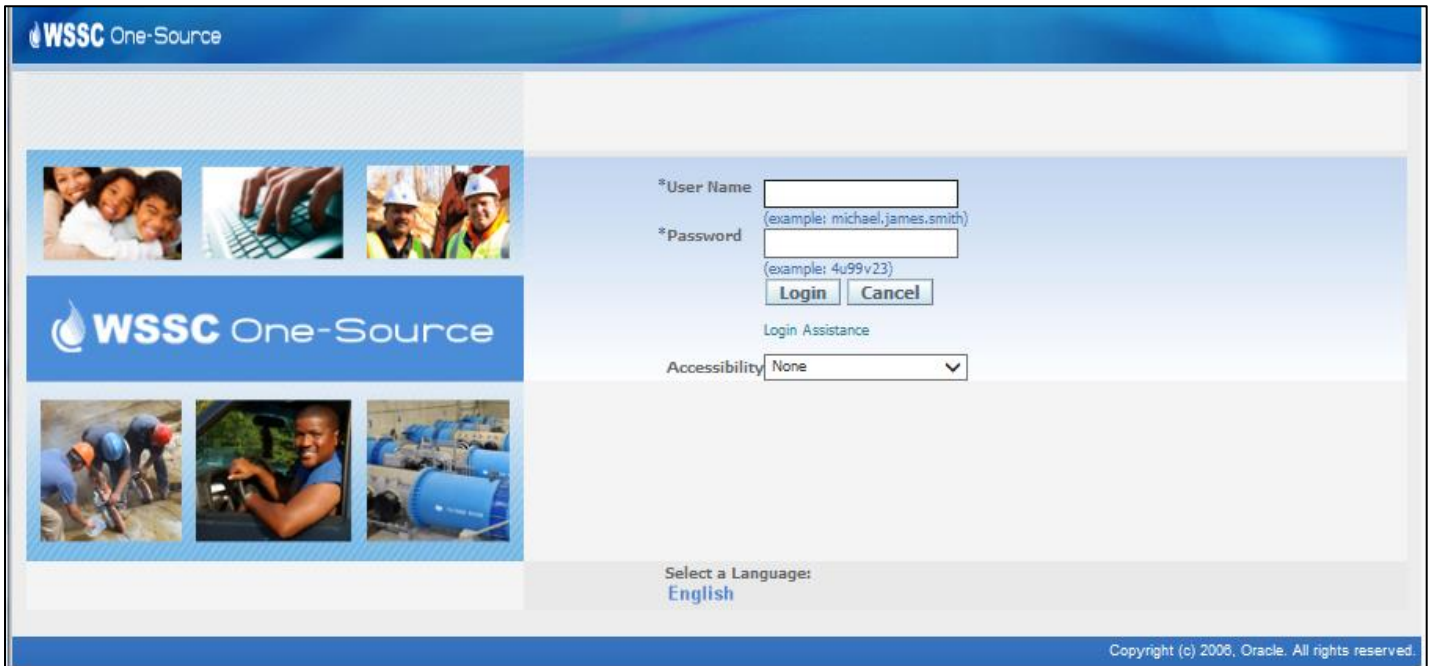 WSSC One-Source
*User Name
(example: michael.james.smith)
*Password
(example: 4u99v23)
Login Cancel
Login Assistance
Accessibility None
WSSC One-Source
Select a Language:
English
Copyright (c) 2006, Oracle. All rights reserved.